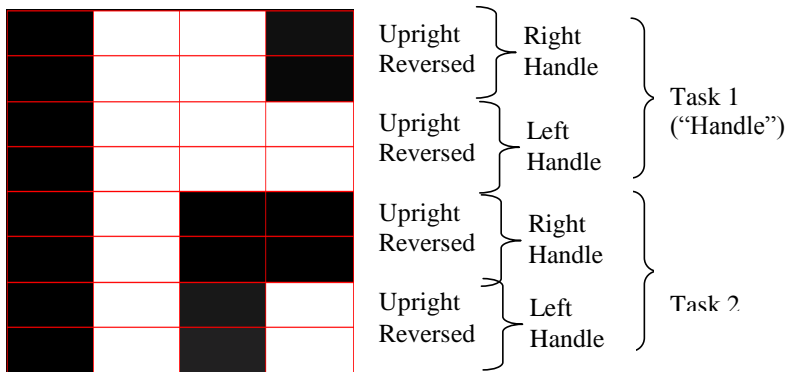 Upright
Reversed
Right
Handle
Upright
Reversed
Left
Handle
Task 1
(“Handle”)
Upright
Reversed
Right
Handle
Upright
Reversed
Left
Handle
Task 2